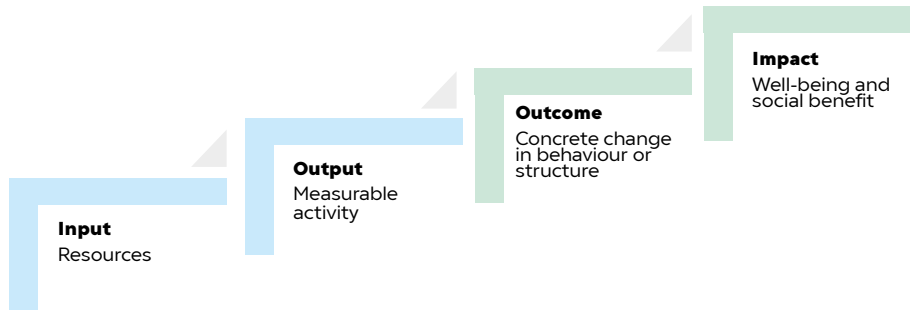 Input
Resources
Output
Measurable
activity
Outcome
Concrete change
in behaviour or
structure
Impact
Well-being and
social benefit